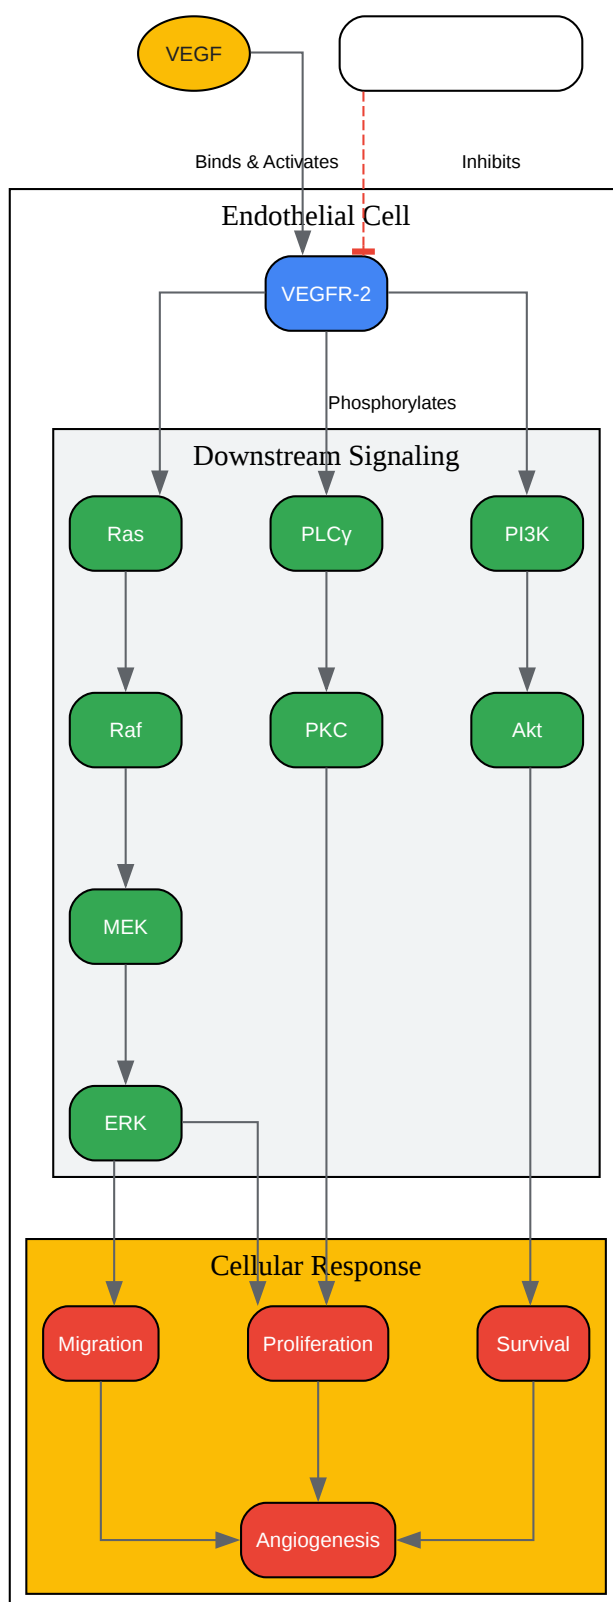 VEGF
Binds & Activates
Inhibits
Endothelial Cell
VEGFR-2
Phosphorylates
Downstream Signaling
Ras
PLCγ
PI3K
Raf
PKC
Akt
MEK
ERK
Cellular Response
Migration
Proliferation
Survival
Angiogenesis